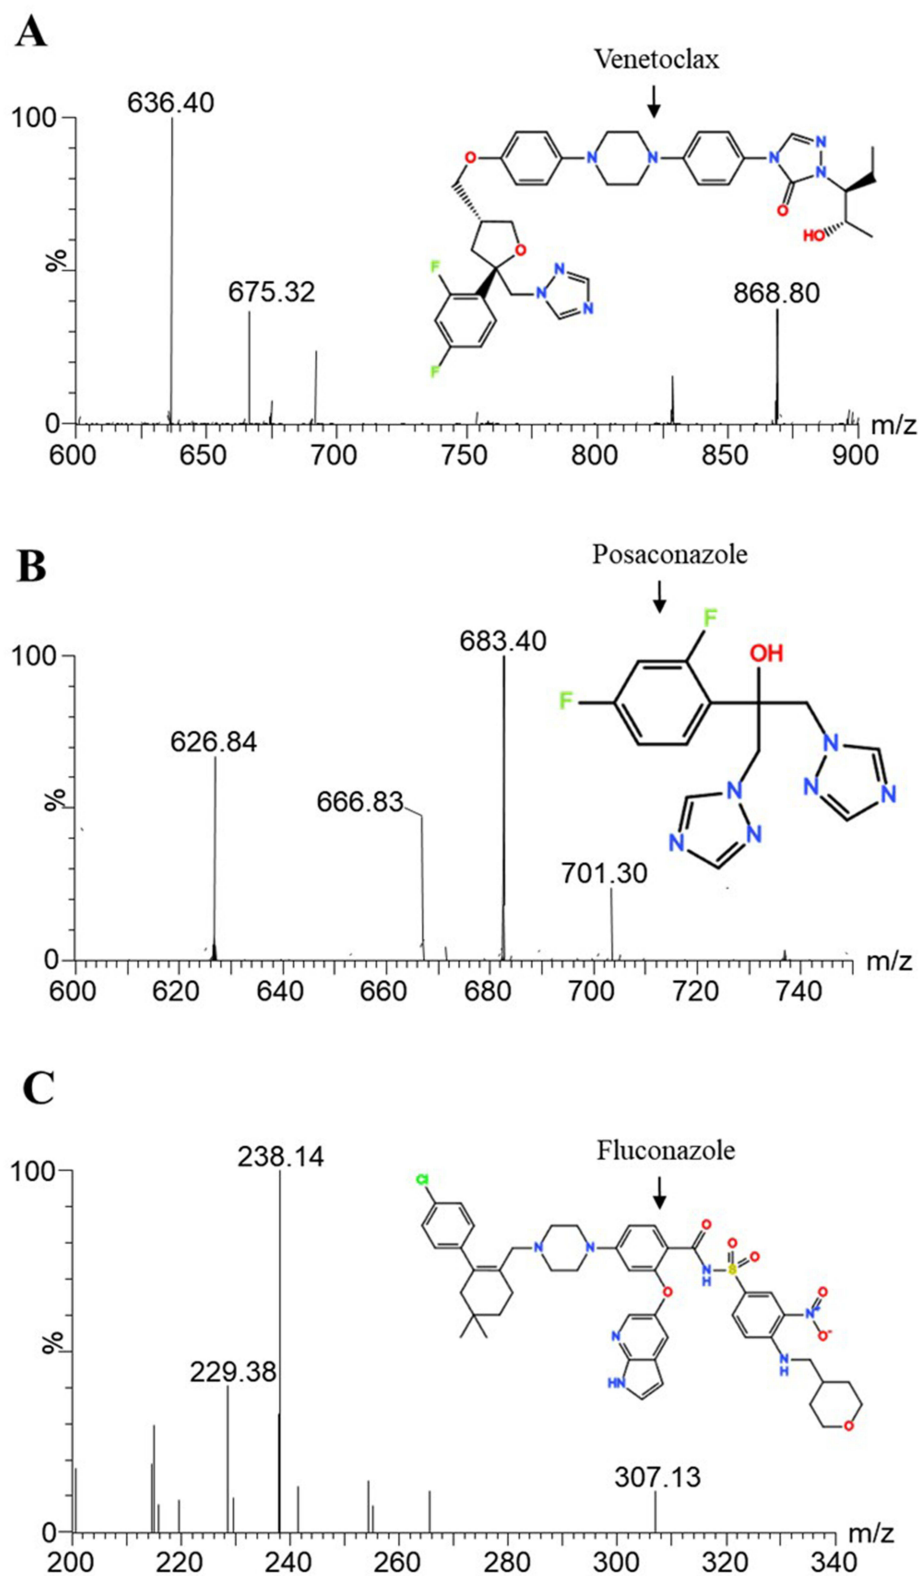 A
Venetoclax
636.40
100
675.32
868.80
%
0
600 650 700 750 800 850 900
m/z
O
N
N
N
N
N
O
HO
O
F
N
N
N
F
B
Posaconazole
683.40
100
626.84
666.83
701.30
%
0
600 620 640 660 680 700 720 740
m/z
F
OH
F
N
N
N
N
N
N
C
Fluconazole
238.14
100
229.38
307.13
%
0
200 220 240 260 280 300 320 340
m/z
Cl
N
N
O
N
H
O
S
O
O
N
HN
N+
O
O-
N
H
O